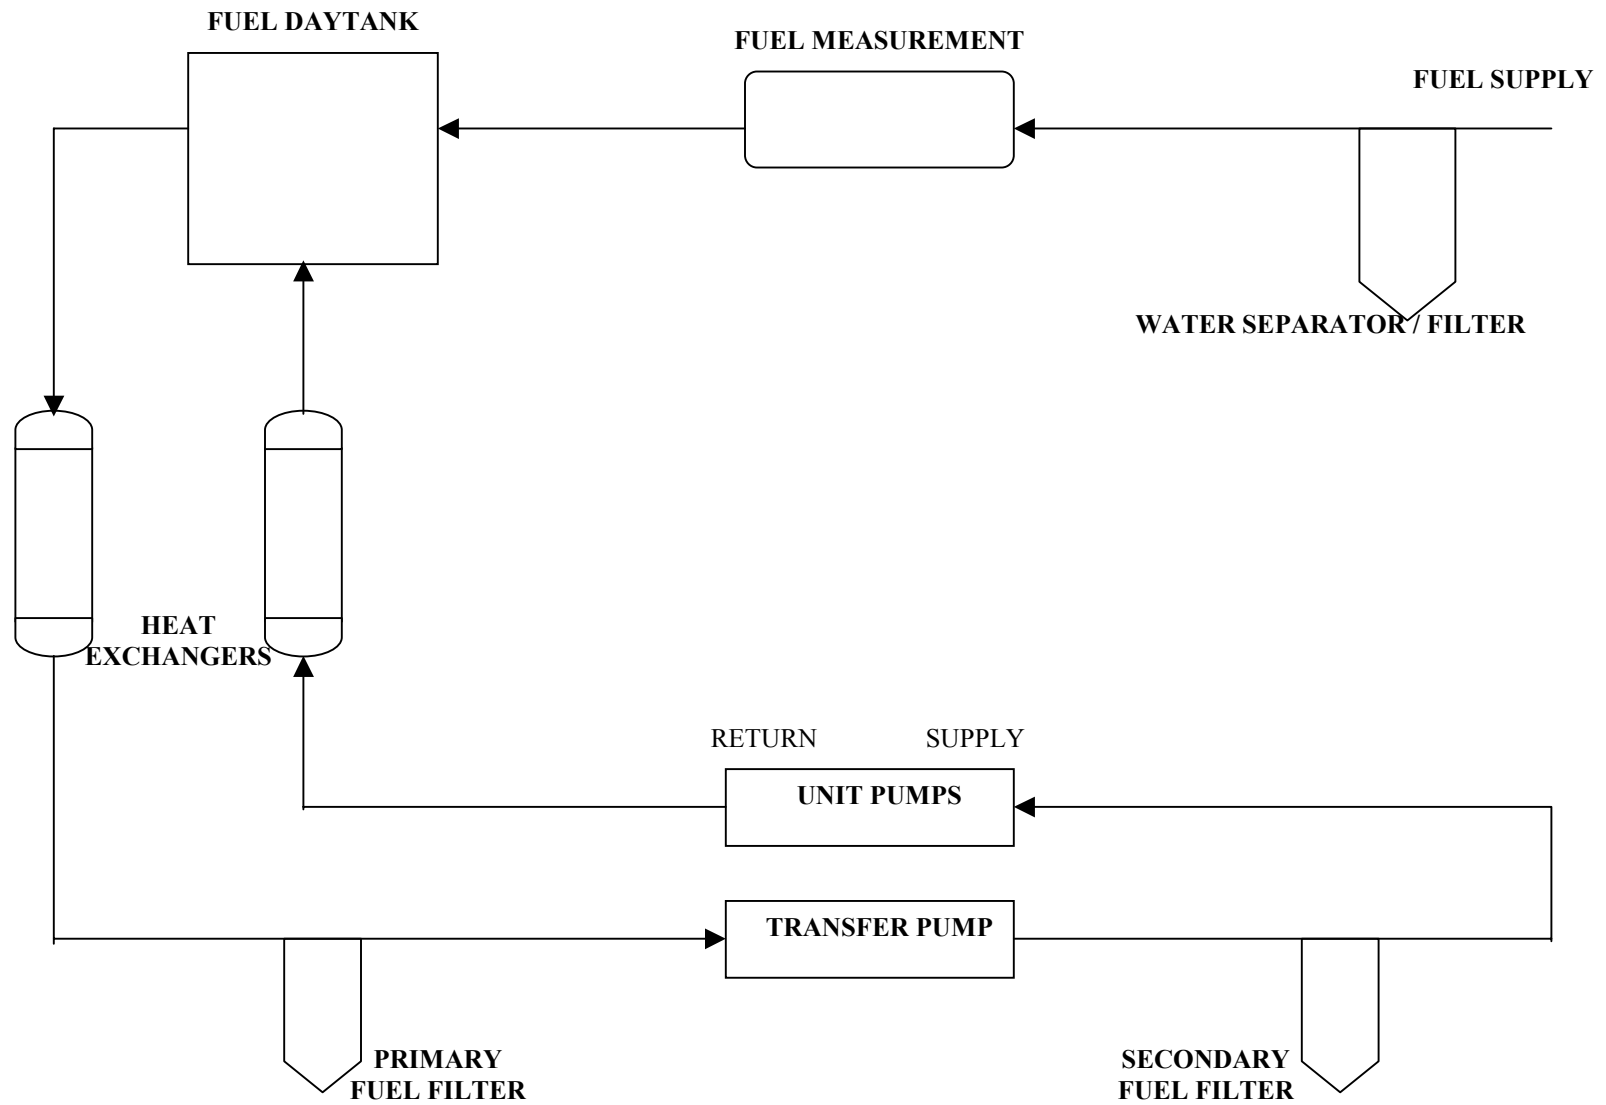 FUEL DAYTANK
FUEL MEASUREMENT
FUEL SUPPLY
WATER SEPARATOR / FILTER
HEAT
EXCHANGERS
RETURN
SUPPLY
UNIT PUMPS
TRANSFER PUMP
PRIMARY
FUEL FILTER
SECONDARY
FUEL FILTER